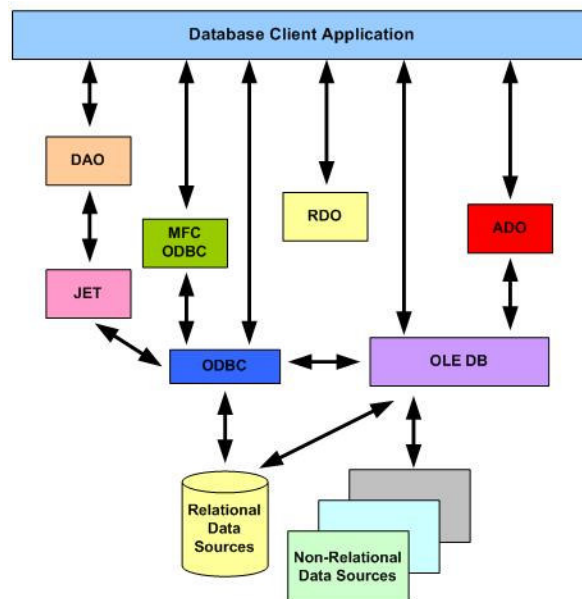 Database Client Application
DAO
RDO
ADO
MFC
ODBC
JET
ODBC
OLE DB
Relational
Data
Sources
Non-Relational
Data Sources